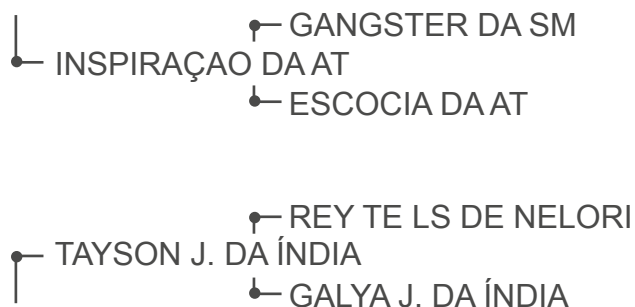 GANGSTER DA SM
INSPIRAÇAO DA AT
ESCOCIA DA AT
REY TE LS DE NELORI
TAYSON J. DA ÍNDIA
GALYA J. DA ÍNDIA